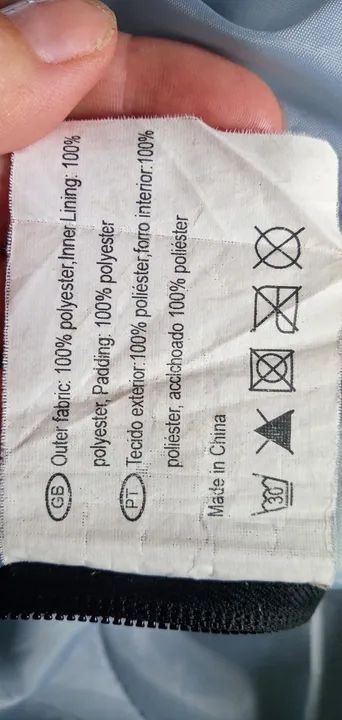 GB Outer fabric: 100% polyester,Inner Lining: 100%
polyester, Padding: 100% polyester
PT Tecido exterior:100% poliéster,forro interior:100%
poliéster, accichoado 100% poliéster
Made in China
30